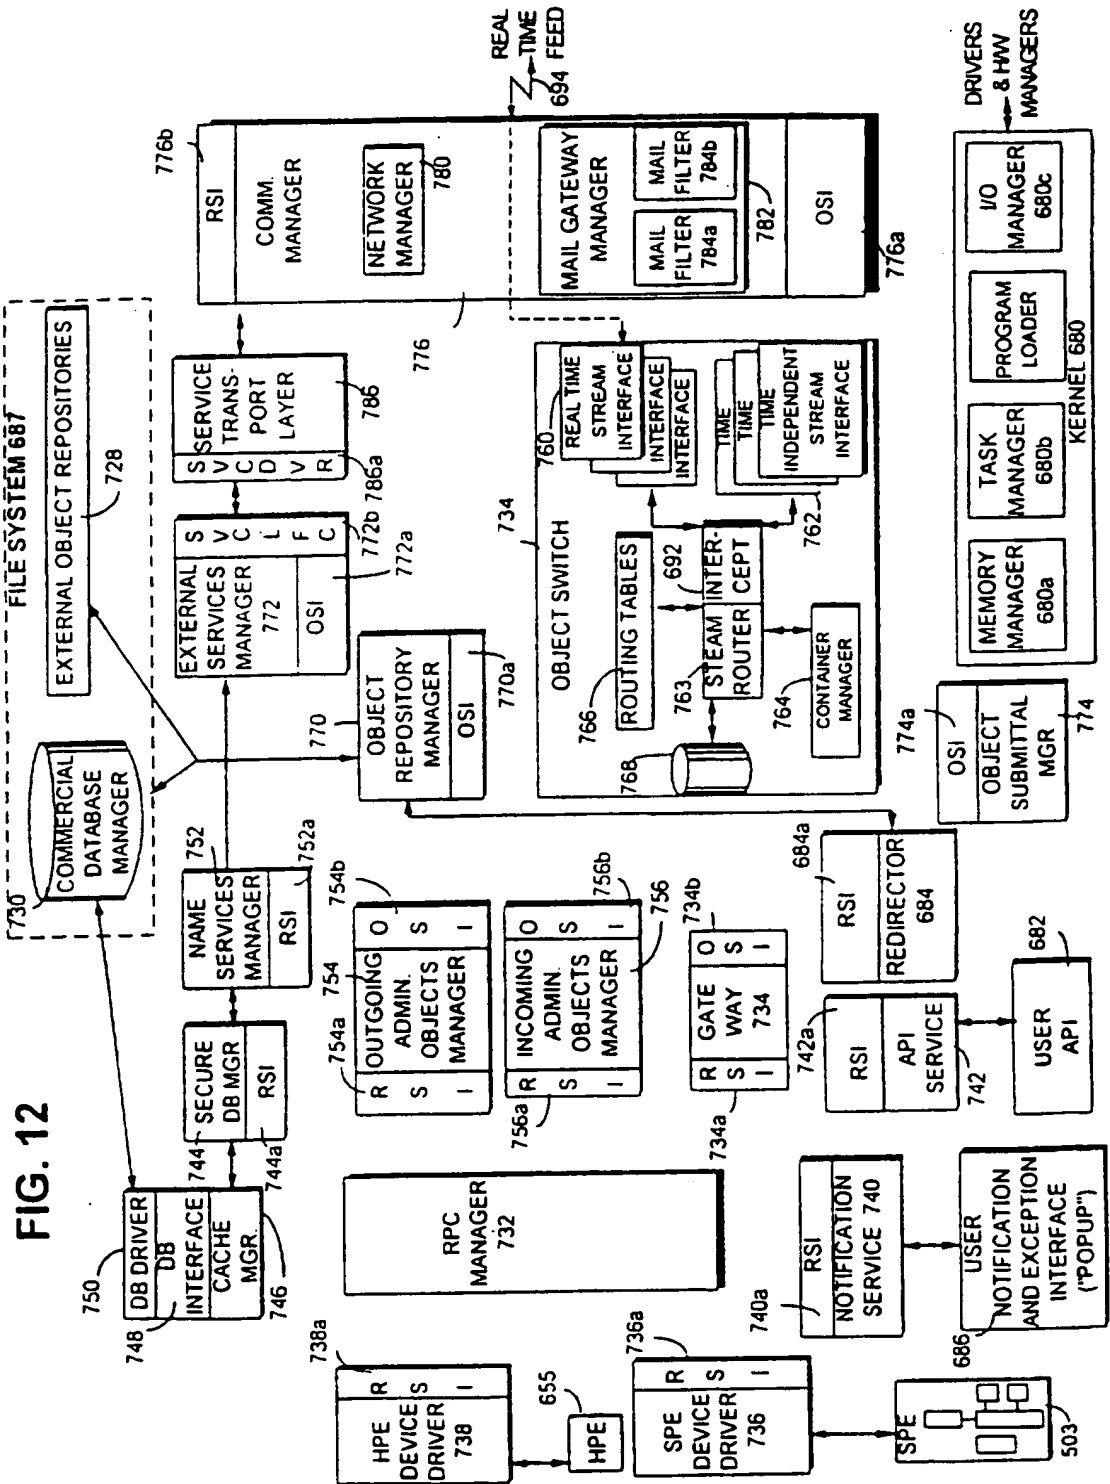 FIG. 12
FILE SYSTEM 687
730
COMMERCIAL
DATABASE
MANAGER
EXTERNAL OBJECT REPOSITORIES
728
750
DB DRIVER
DB
INTERFACE
748
CACHE
MGR.
746
744
SECURE
DB MGR
RSI
744a
NAME
SERVICES
MANAGER
752
RSI
752a
EXTERNAL
SERVICES
MANAGER
772
OSI
772a
S
V
C
L
F
C
772b
S
V
C
D
V
R
786a
SERVICE
TRANS-
PORT
LAYER
786
776b
RSI
COMM.
MANAGER
NETWORK
MANAGER
780
776
MAIL GATEWAY
MANAGER
MAIL
FILTER
784a
MAIL
FILTER
784b
782
OSI
776a
REAL
TIME
FEED
694
738a
HPE
DEVICE
DRIVER
738
R
S
I
655
HPE
RPC
MANAGER
732
754a
R
S
I
754
OUTGOING
ADMIN.
OBJECTS
MANAGER
O
S
I
754b
756a
R
S
I
INCOMING
ADMIN.
OBJECTS
MANAGER
O
S
I
756b
756
770
OBJECT
REPOSITORY
MANAGER
OSI
770a
734
OBJECT SWITCH
760
REAL TIME
STREAM
INTERFACE
INTERFACE
INTERFACE
TIME
TIME
TIME
INDEPENDENT
STREAM
INTERFACE
762
766
ROUTING TABLES
692
763
STEAM
ROUTER
INTER-
CEPT
768
764
CONTAINER
MANAGER
736a
SPE
DEVICE
DRIVER
736
R
S
I
SPE
503
R
S
I
734a
GATE
WAY
734
O
S
I
734b
740a
RSI
NOTIFICATION
SERVICE 740
USER
NOTIFICATION
AND EXCEPTION
INTERFACE
("POPUP")
686
742a
RSI
API
SERVICE
742
USER
API
682
684a
RSI
REDIRECTOR
684
774a
OSI
OBJECT
SUBMITTAL
MGR
774
MEMORY
MANAGER
680a
TASK
MANAGER
680b
PROGRAM
LOADER
I/O
MANAGER
680c
KERNEL 680
DRIVERS
& H/W
MANAGERS